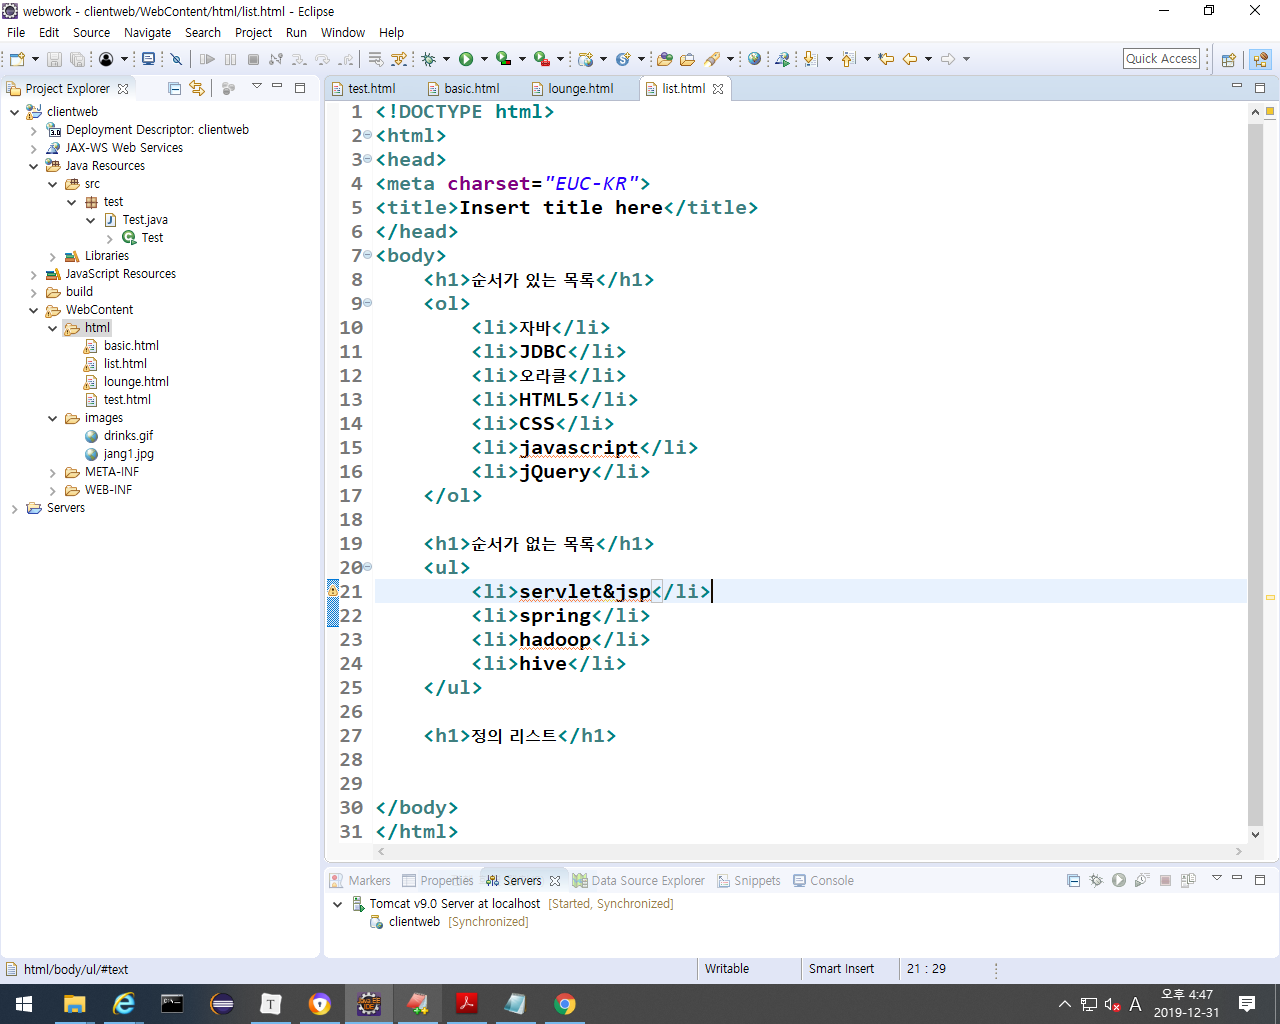 webwork - clientweb/WebContent/html/list.html - Eclipse
File Edit Source Navigate Search Project Run Window Help
Quick Access
Project Explorer
test.html basic.html lounge.html list.html
clientweb
Deployment Descriptor: clientweb
JAX-WS Web Services
Java Resources
src
test
Test.java
Test
Libraries
JavaScript Resources
build
WebContent
html
basic.html
list.html
lounge.html
test.html
images
drinks.gif
jang1.jpg
META-INF
WEB-INF
Servers
1 <!DOCTYPE html>
2 <html>
3 <head>
4 <meta charset="EUC-KR">
5 <title>Insert title here</title>
6 </head>
7 <body>
8 <h1>순서가 있는 목록</h1>
9 <ol>
10 <li>자바</li>
11 <li>JDBC</li>
12 <li>오라클</li>
13 <li>HTML5</li>
14 <li>CSS</li>
15 <li>javascript</li>
16 <li>jQuery</li>
17 </ol>
18
19 <h1>순서가 없는 목록</h1>
20 <ul>
21 <li>servlet&jsp</li>
22 <li>spring</li>
23 <li>hadoop</li>
24 <li>hive</li>
25 </ul>
26
27 <h1>정의 리스트</h1>
28
29
30 </body>
31 </html>
Markers Properties Servers Data Source Explorer Snippets Console
Tomcat v9.0 Server at localhost [Started, Synchronized]
clientweb [Synchronized]
html/body/ul/#text Writable Smart Insert 21 : 29
A 오후 4:47
2019-12-31